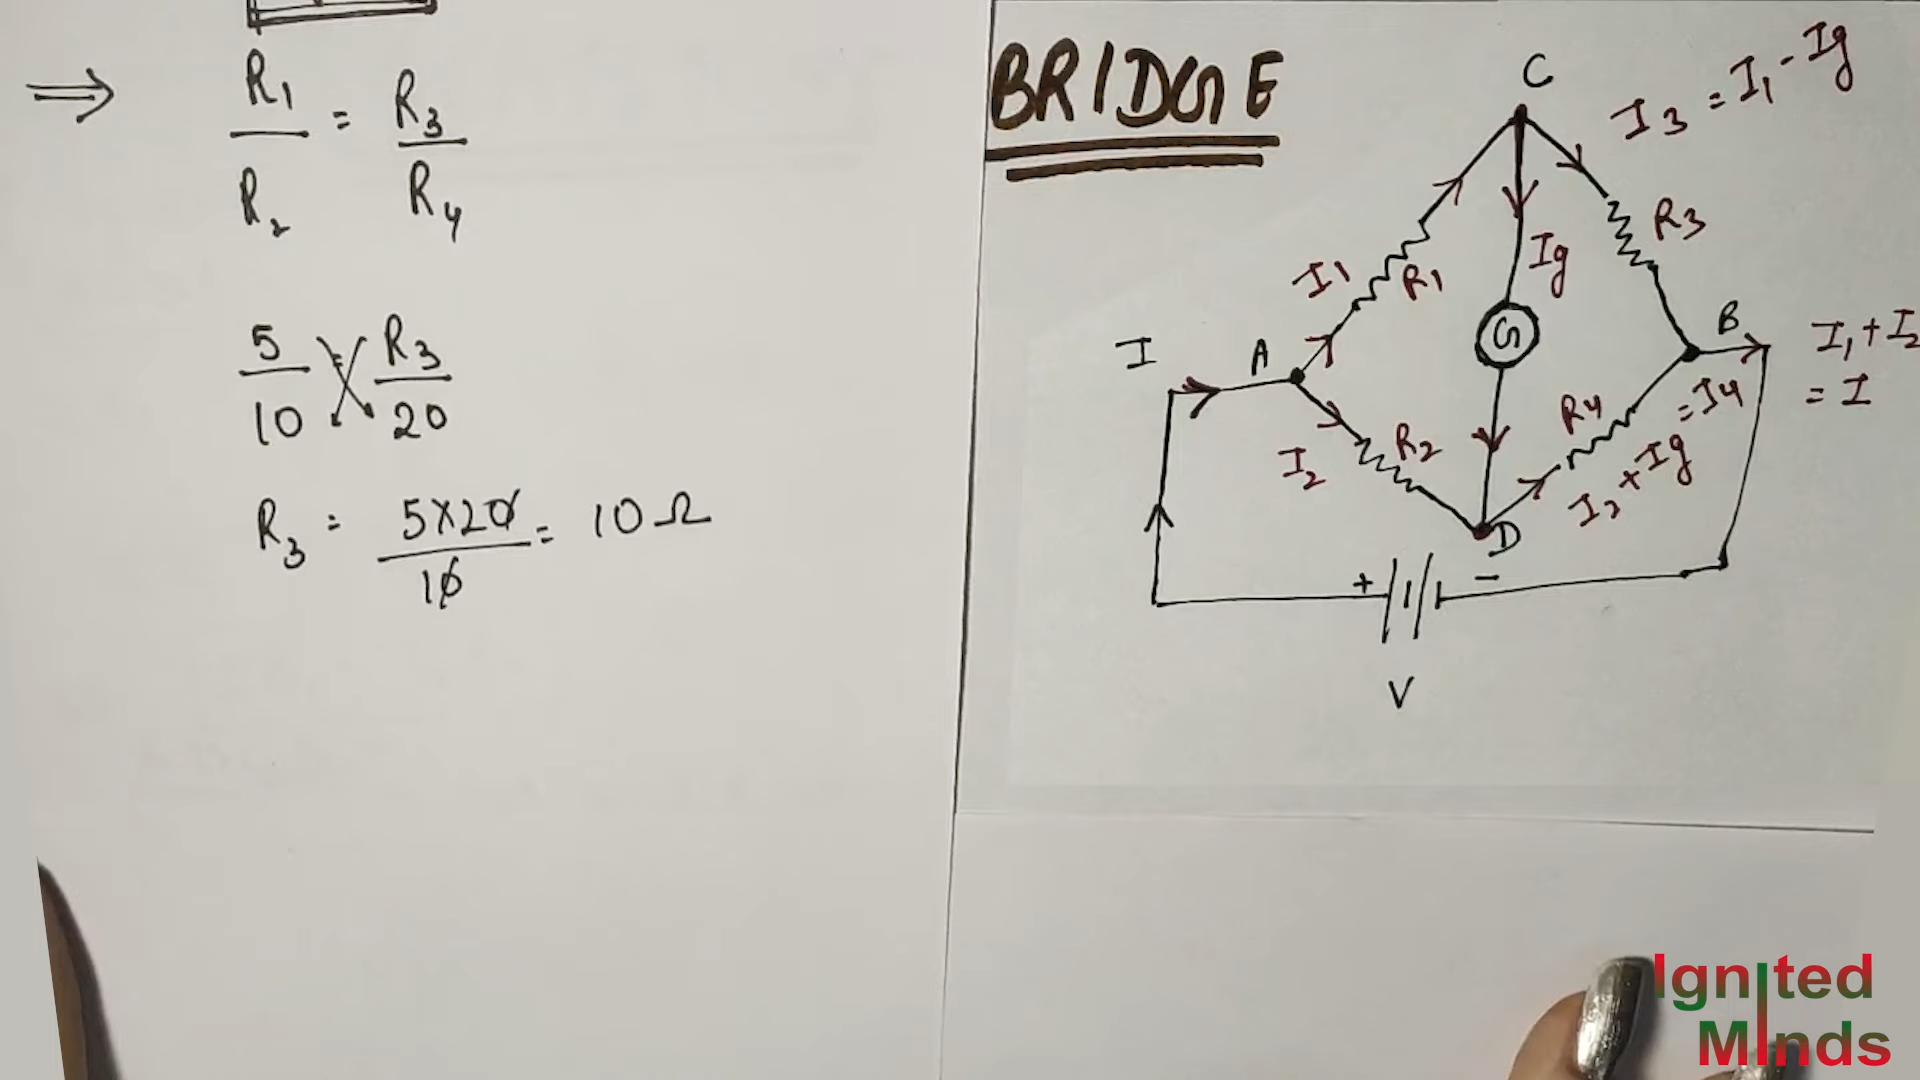 ⇒ R1/R2 = R3/R4
5/10 = R3/20
R3 = 5×20/10 = 10Ω
BRIDGE
C
I3 = I1 - Ig
R3
Ig
I1
R1
G
I
A
B
I1 + I2
= I
R4
I2 + Ig = I4
I2
R2
D
+
-
V
Ignited
Minds